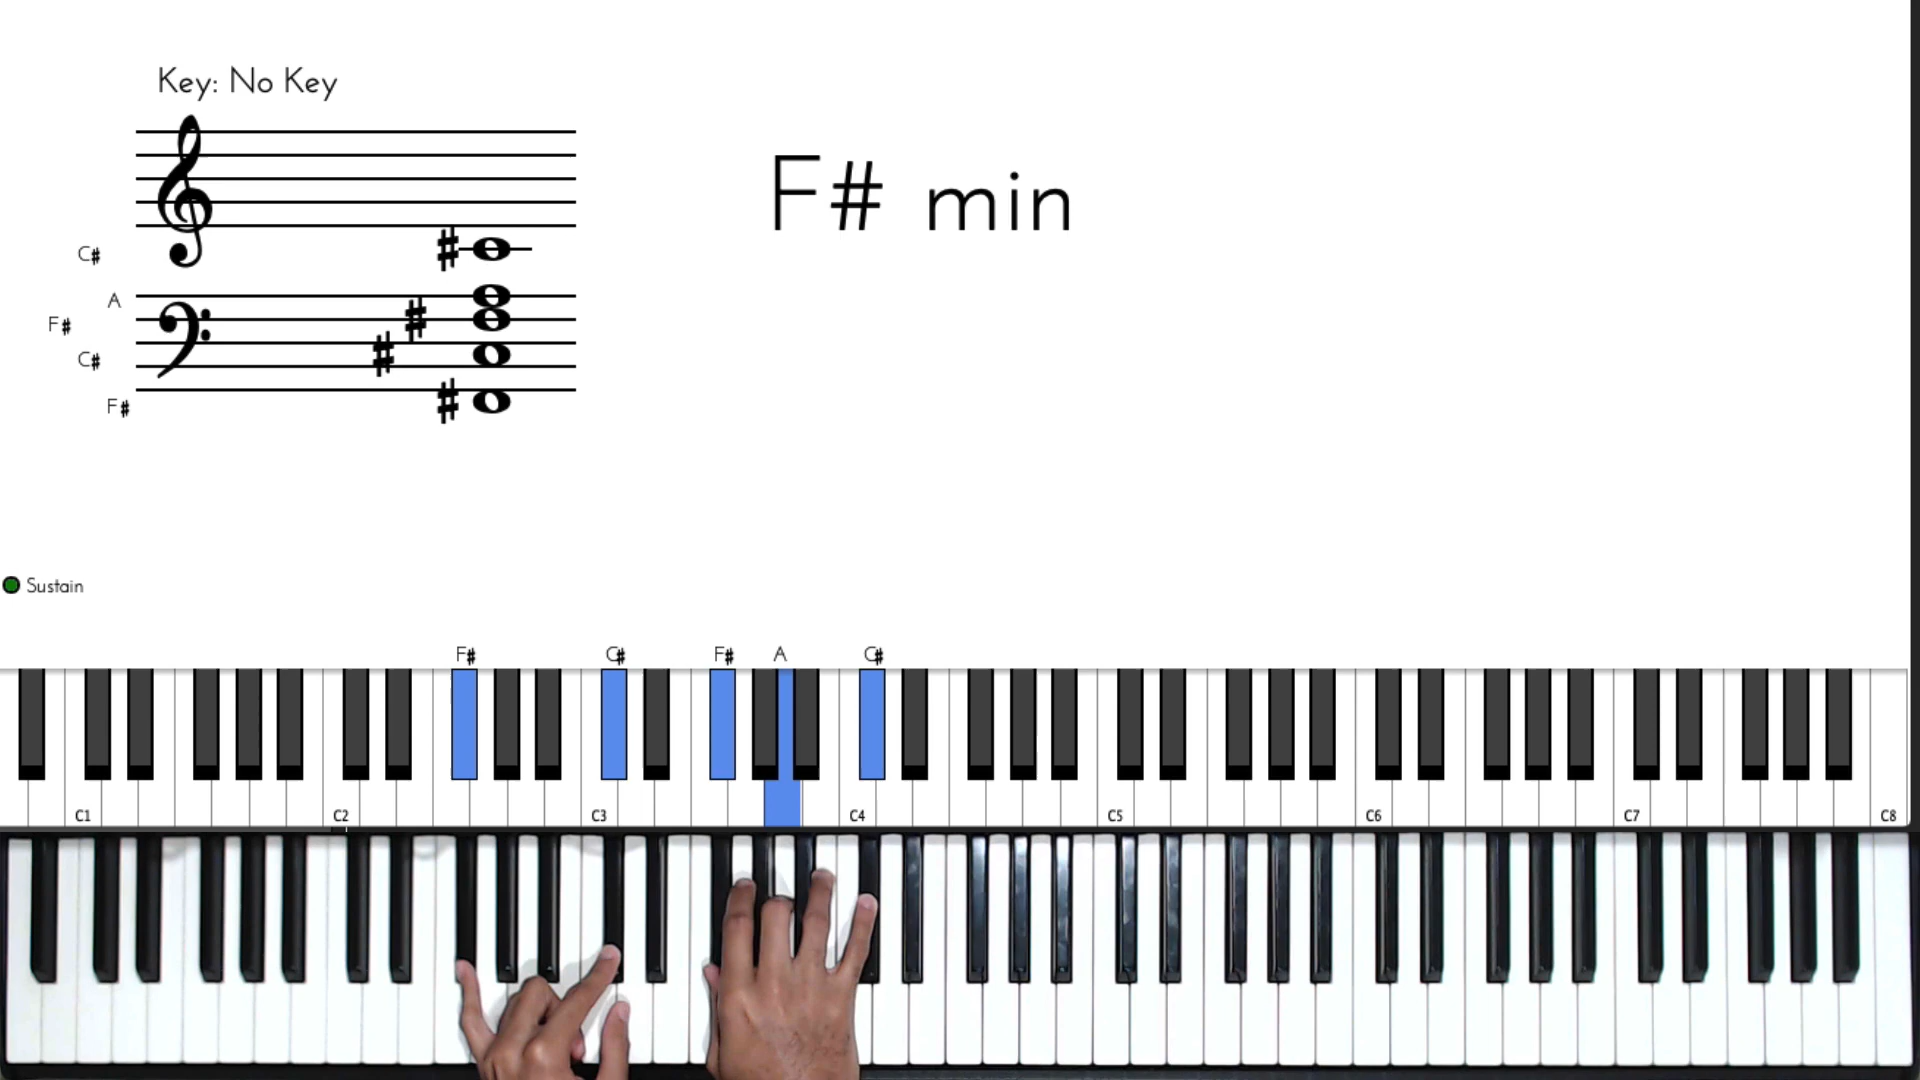 Key: No Key
F# min
C#
A
F#
C#
F#
Sustain
F# C# F# A C#
C1 C2 C3 C4 C5 C6 C7 C8